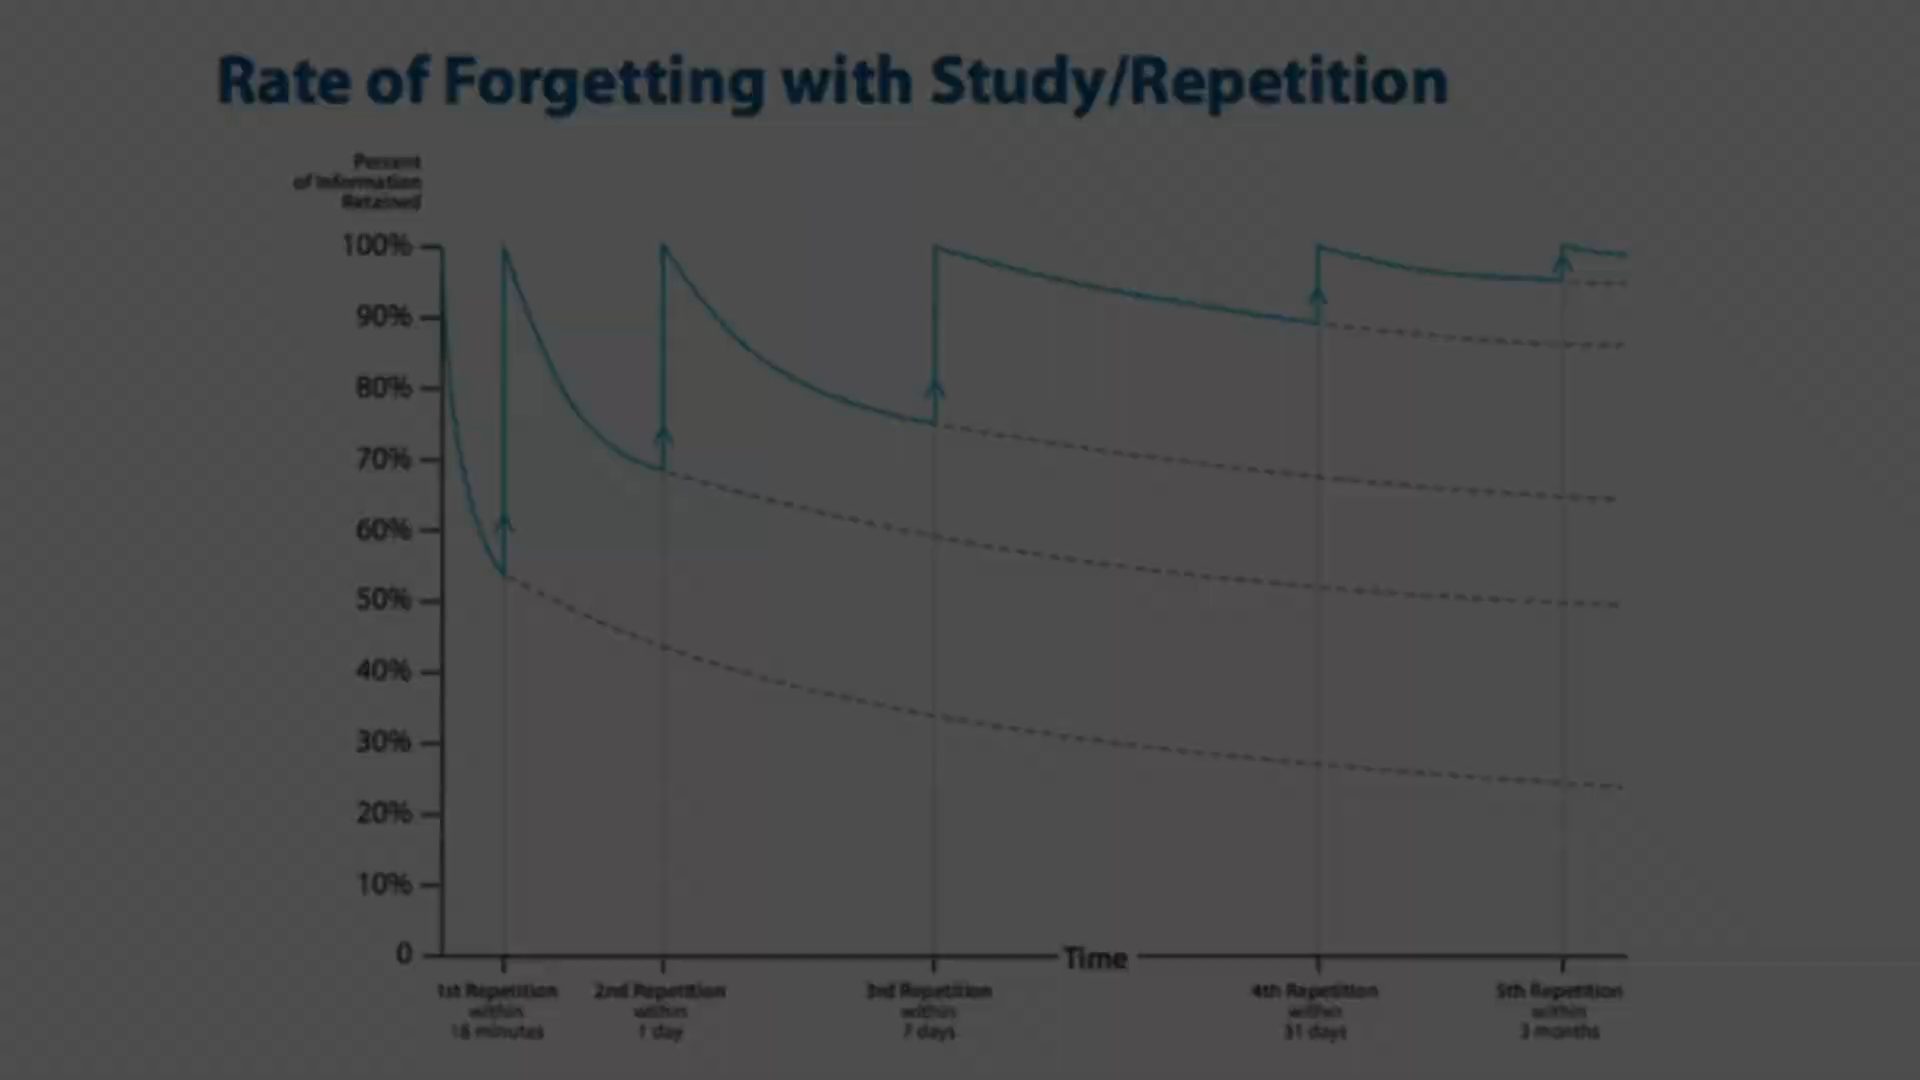 Rate of Forgetting with Study/Repetition
Percent
of Information
Retained
100%
90%
80%
70%
60%
50%
40%
30%
20%
10%
0
Time
1st Repetition
within
18 minutes
2nd Repetition
within
1 day
3rd Repetition
within
7 days
4th Repetition
within
31 days
5th Repetition
within
3 months